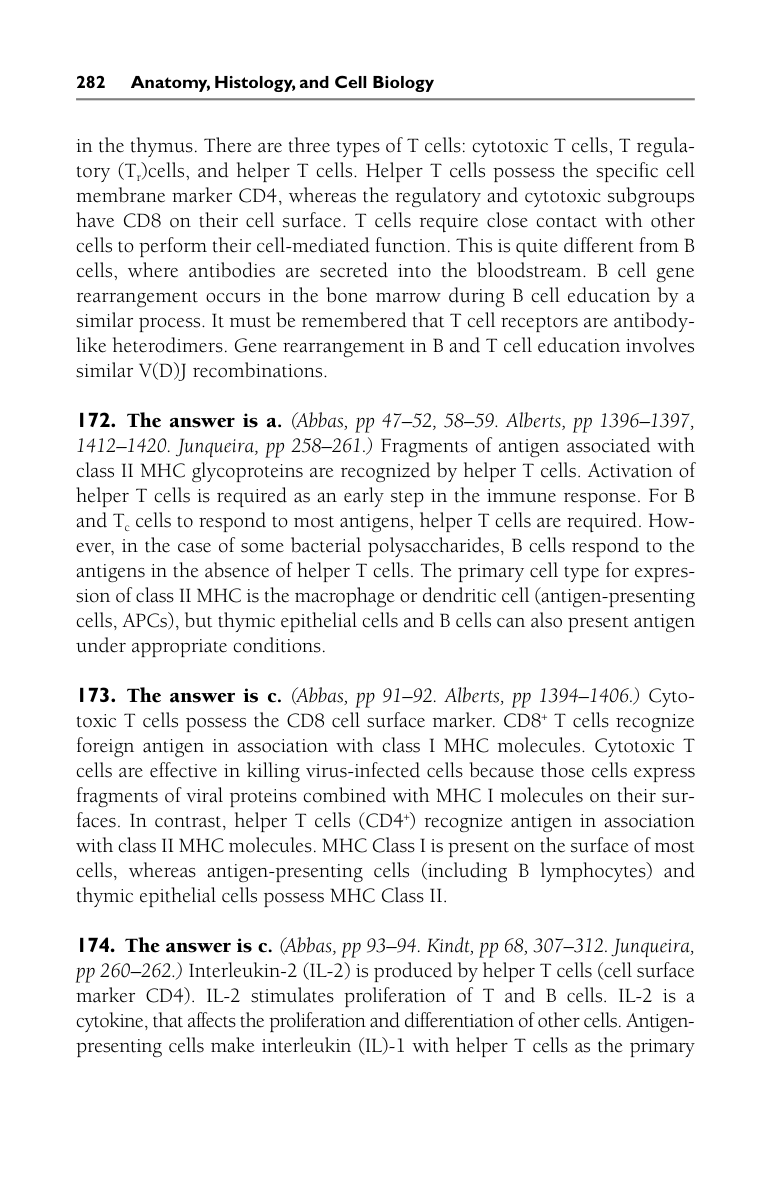 282 Anatomy, Histology, and Cell Biology
in the thymus. There are three types of T cells: cytotoxic T cells, T regula-
tory (Tr)cells, and helper T cells. Helper T cells possess the specific cell
membrane marker CD4, whereas the regulatory and cytotoxic subgroups
have CD8 on their cell surface. T cells require close contact with other
cells to perform their cell-mediated function. This is quite different from B
cells, where antibodies are secreted into the bloodstream. B cell gene
rearrangement occurs in the bone marrow during B cell education by a
similar process. It must be remembered that T cell receptors are antibody-
like heterodimers. Gene rearrangement in B and T cell education involves
similar V(D)J recombinations.
172. The answer is a. (Abbas, pp 47–52, 58–59. Alberts, pp 1396–1397,
1412–1420. Junqueira, pp 258–261.) Fragments of antigen associated with
class II MHC glycoproteins are recognized by helper T cells. Activation of
helper T cells is required as an early step in the immune response. For B
and Tc cells to respond to most antigens, helper T cells are required. How-
ever, in the case of some bacterial polysaccharides, B cells respond to the
antigens in the absence of helper T cells. The primary cell type for expres-
sion of class II MHC is the macrophage or dendritic cell (antigen-presenting
cells, APCs), but thymic epithelial cells and B cells can also present antigen
under appropriate conditions.
173. The answer is c. (Abbas, pp 91–92. Alberts, pp 1394–1406.) Cyto-
toxic T cells possess the CD8 cell surface marker. CD8+ T cells recognize
foreign antigen in association with class I MHC molecules. Cytotoxic T
cells are effective in killing virus-infected cells because those cells express
fragments of viral proteins combined with MHC I molecules on their sur-
faces. In contrast, helper T cells (CD4+) recognize antigen in association
with class II MHC molecules. MHC Class I is present on the surface of most
cells, whereas antigen-presenting cells (including B lymphocytes) and
thymic epithelial cells possess MHC Class II.
174. The answer is c. (Abbas, pp 93–94. Kindt, pp 68, 307–312. Junqueira,
pp 260–262.) Interleukin-2 (IL-2) is produced by helper T cells (cell surface
marker CD4). IL-2 stimulates proliferation of T and B cells. IL-2 is a
cytokine, that affects the proliferation and differentiation of other cells. Antigen-
presenting cells make interleukin (IL)-1 with helper T cells as the primary